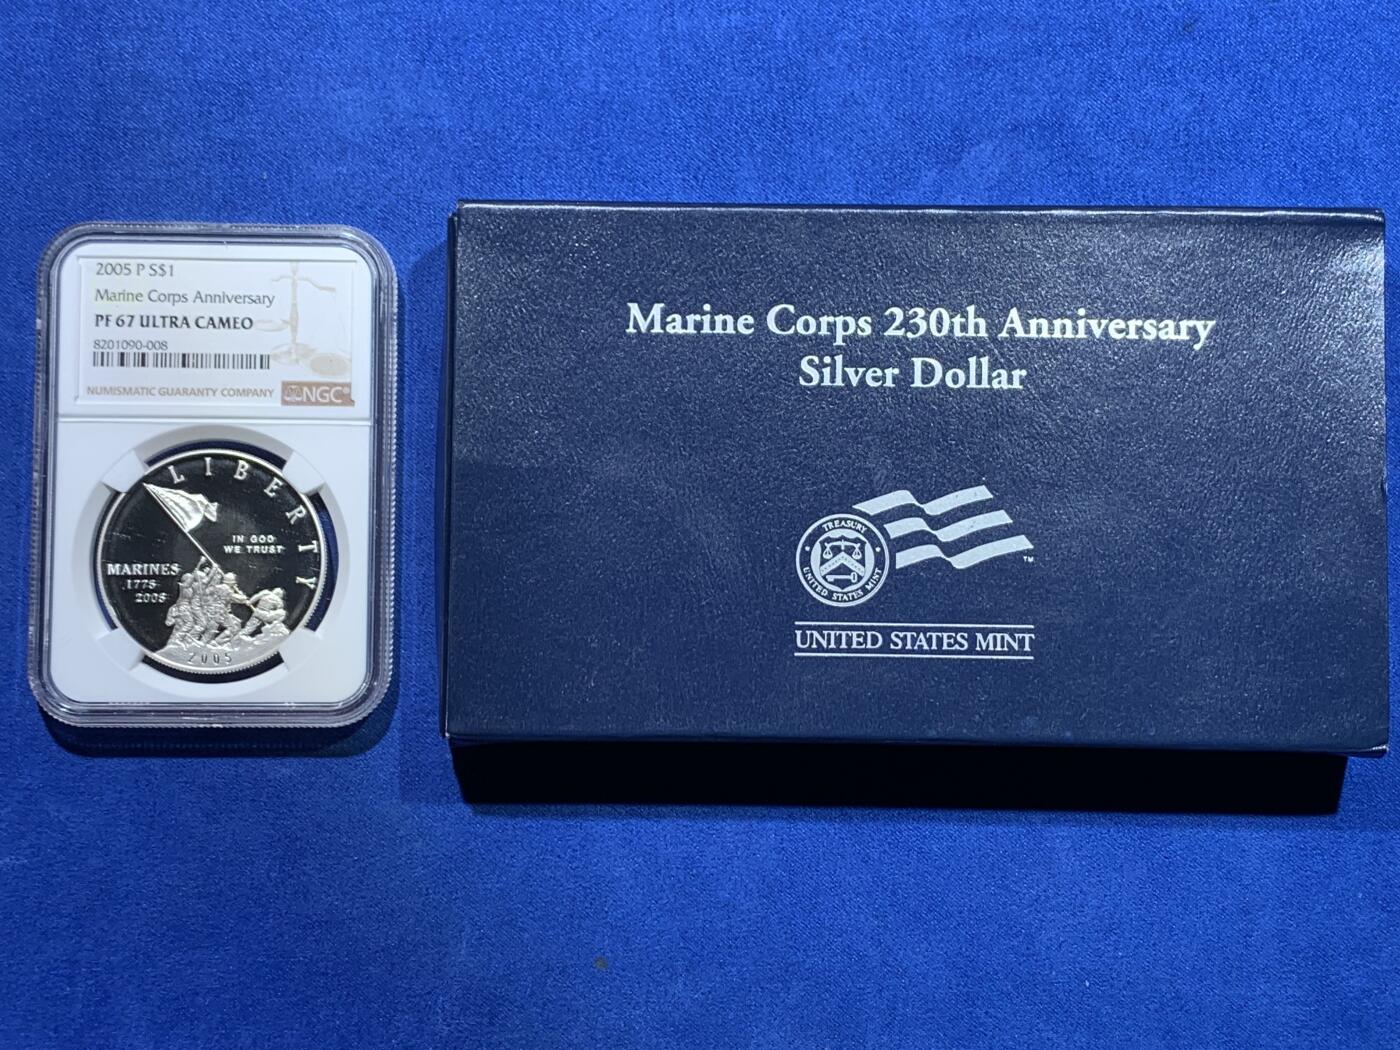 2005 P S$1
Marine Corps Anniversary
PF 67 ULTRA CAMEO
8201090-008
NUMISMATIC GUARANTY COMPANY
NGC®
LIBERTY
IN GOD
WE TRUST
MARINES
1775
2005
2005
Marine Corps 230th Anniversary
Silver Dollar
TREASURY
UNITED STATES MINT
TM
UNITED STATES MINT